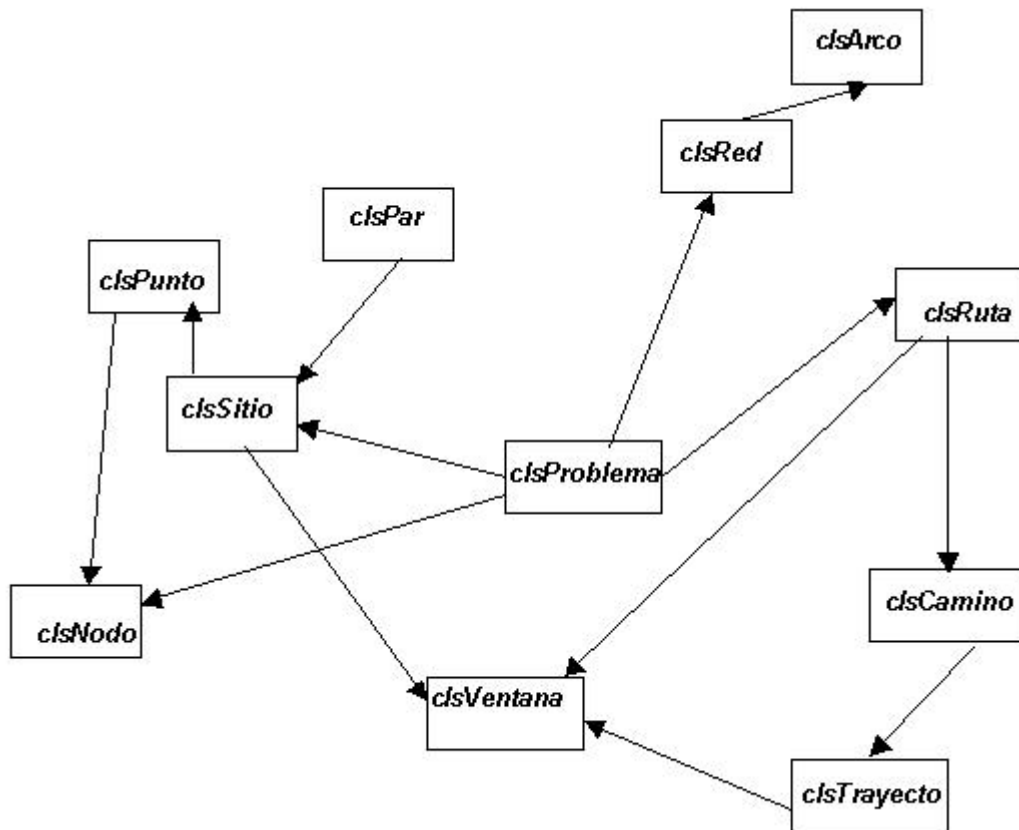 clsArco
clsRed
clsPar
clsPunto
clsRuta
clsSitio
clsProblema
clsCamino
clsNodo
clsVentana
clsTrayecto